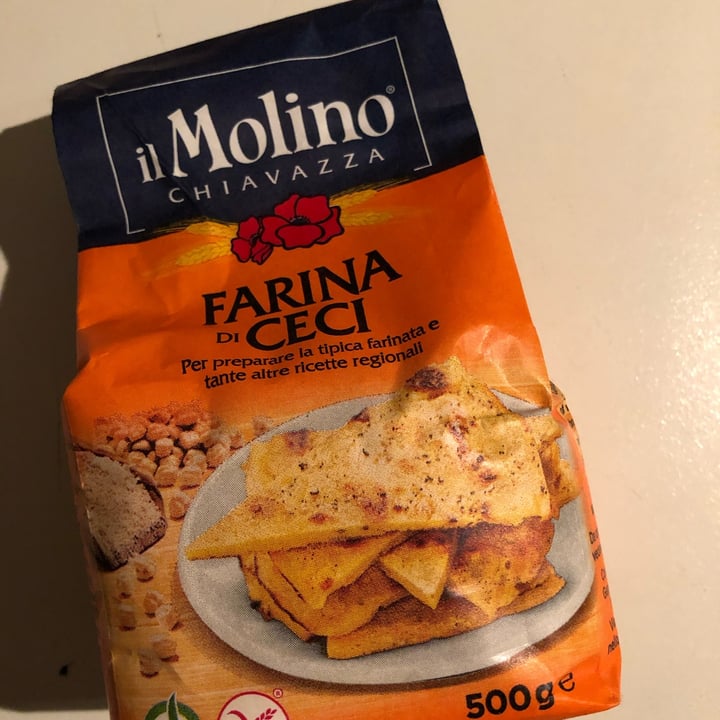 il Molino®
CHIAVAZZA
FARINA
DI CECI
Per preparare la tipica farinata e
tante altre ricette regionali
500g e